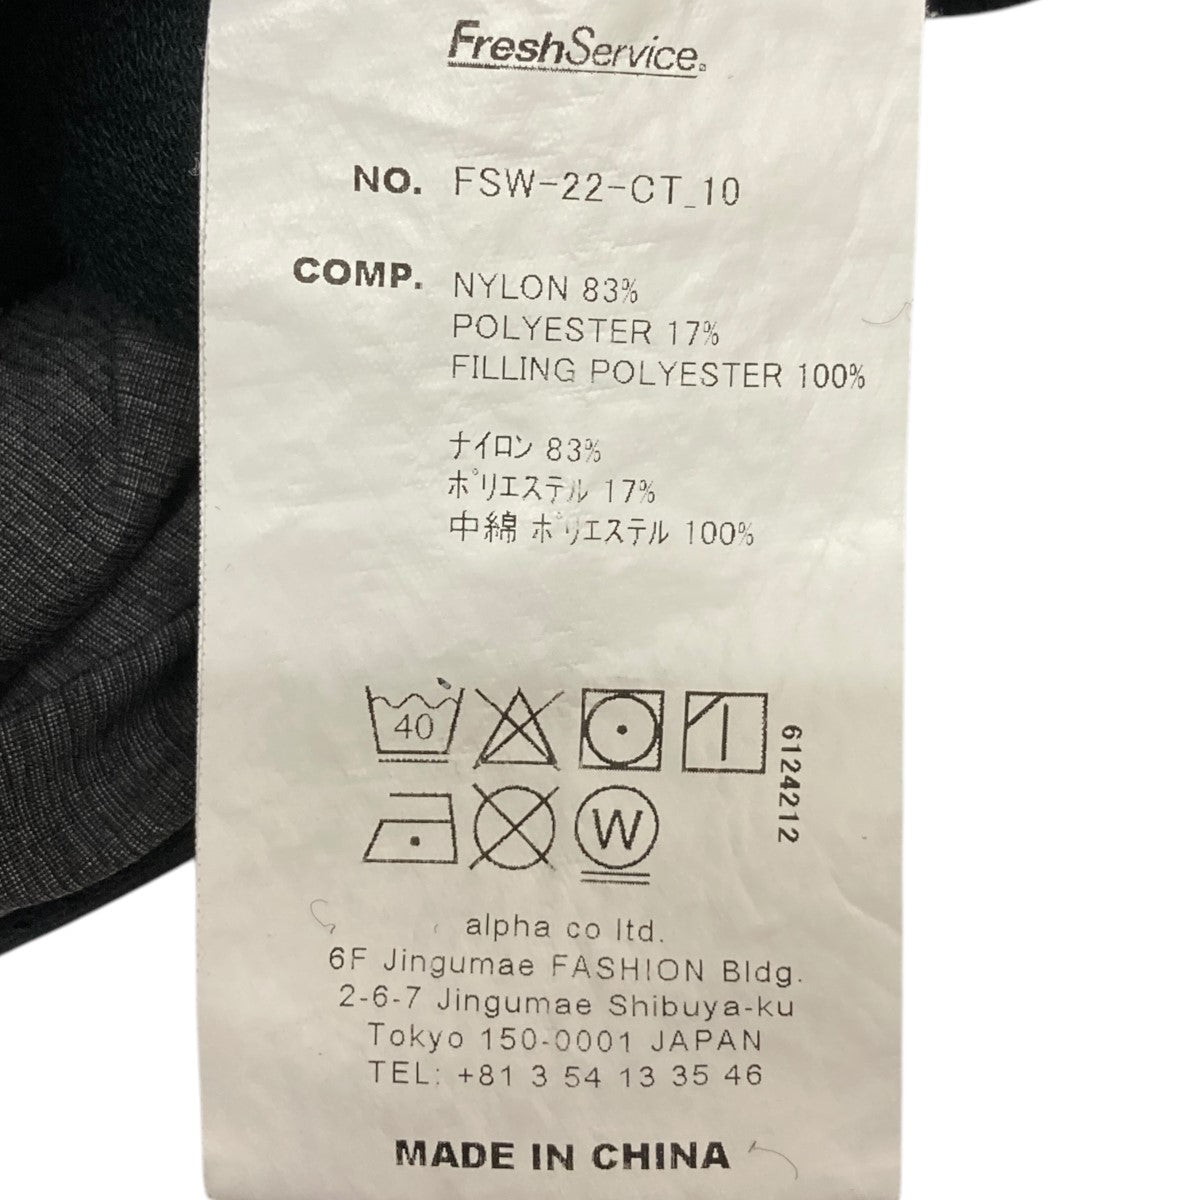 FreshService®
NO. FSW-22-CT_10
COMP. NYLON 83%
POLYESTER 17%
FILLING POLYESTER 100%
ナイロン 83%
ポリエステル 17%
中綿 ポリエステル 100%
40
W
6124212
alpha co ltd.
6F Jingumae FASHION Bldg.
2-6-7 Jingumae Shibuya-ku
Tokyo 150-0001 JAPAN
TEL: +81 3 54 13 35 46
MADE IN CHINA